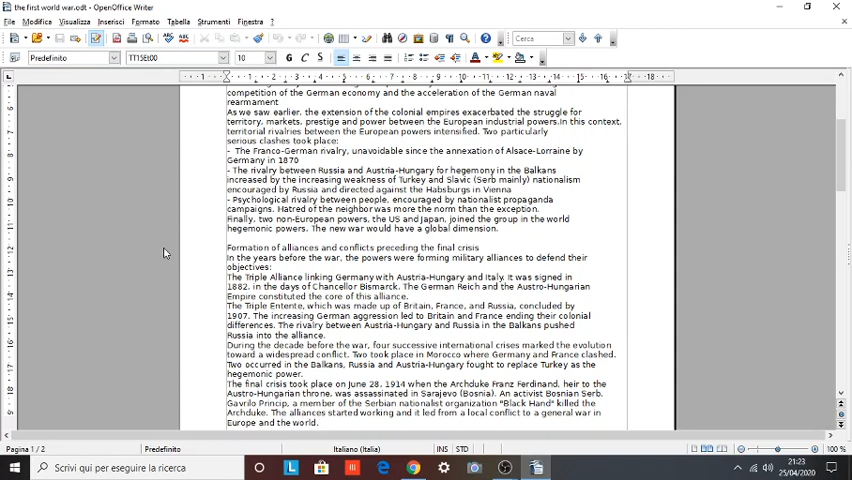 the first world war.odt - OpenOffice Writer
File Modifica Visualizza Inserisci Formato Tabella Strumenti Finestra ?
Cerca
Predefinito TT15Et00 10 G C S
1 1 2 3 4 5 6 7 8 9 10 11 12 13 14 15 16 18
competition of the German economy and the acceleration of the German naval
rearmament
As we saw earlier, the extension of the colonial empires exacerbated the struggle for
territory, markets, prestige and power between the European industrial powers.In this context,
territorial rivalries between the European powers intensified. Two particularly
serious clashes took place:
- The Franco-German rivalry, unavoidable since the annexation of Alsace-Lorraine by
Germany in 1870
- The rivalry between Russia and Austria-Hungary for hegemony in the Balkans
increased by the increasing weakness of Turkey and Slavic (Serb mainly) nationalism
encouraged by Russia and directed against the Habsburgs in Vienna
- Psychological rivalry between people, encouraged by nationalist propaganda
campaigns. Hatred of the neighbor was more the norm than the exception.
Finally, two non-European powers, the US and Japan, joined the group in the world
hegemonic powers. The new war would have a global dimension.
Formation of alliances and conflicts preceding the final crisis
In the years before the war, the powers were forming military alliances to defend their
objectives:
The Triple Alliance linking Germany with Austria-Hungary and Italy. It was signed in
1882, in the days of Chancellor Bismarck. The German Reich and the Austro-Hungarian
Empire constituted the core of this alliance.
The Triple Entente, which was made up of Britain, France, and Russia, concluded by
1907. The increasing German aggression led to Britain and France ending their colonial
differences. The rivalry between Austria-Hungary and Russia in the Balkans pushed
Russia into the alliance.
During the decade before the war, four successive international crises marked the evolution
toward a widespread conflict. Two took place in Morocco where Germany and France clashed.
Two occurred in the Balkans, Russia and Austria-Hungary fought to replace Turkey as the
hegemonic power.
The final crisis took place on June 28, 1914 when the Archduke Franz Ferdinand, heir to the
Austro-Hungarian throne, was assassinated in Sarajevo (Bosnia). An activist Bosnian Serb,
Gavrilo Princip, a member of the Serbian nationalist organization "Black Hand" killed the
Archduke. The alliances started working and it led from a local conflict to a general war in
Europe and the world.
Pagina 1 / 2 Predefinito Italiano (Italia) INS STD 100 %
Scrivi qui per eseguire la ricerca
21:23
25/04/2020